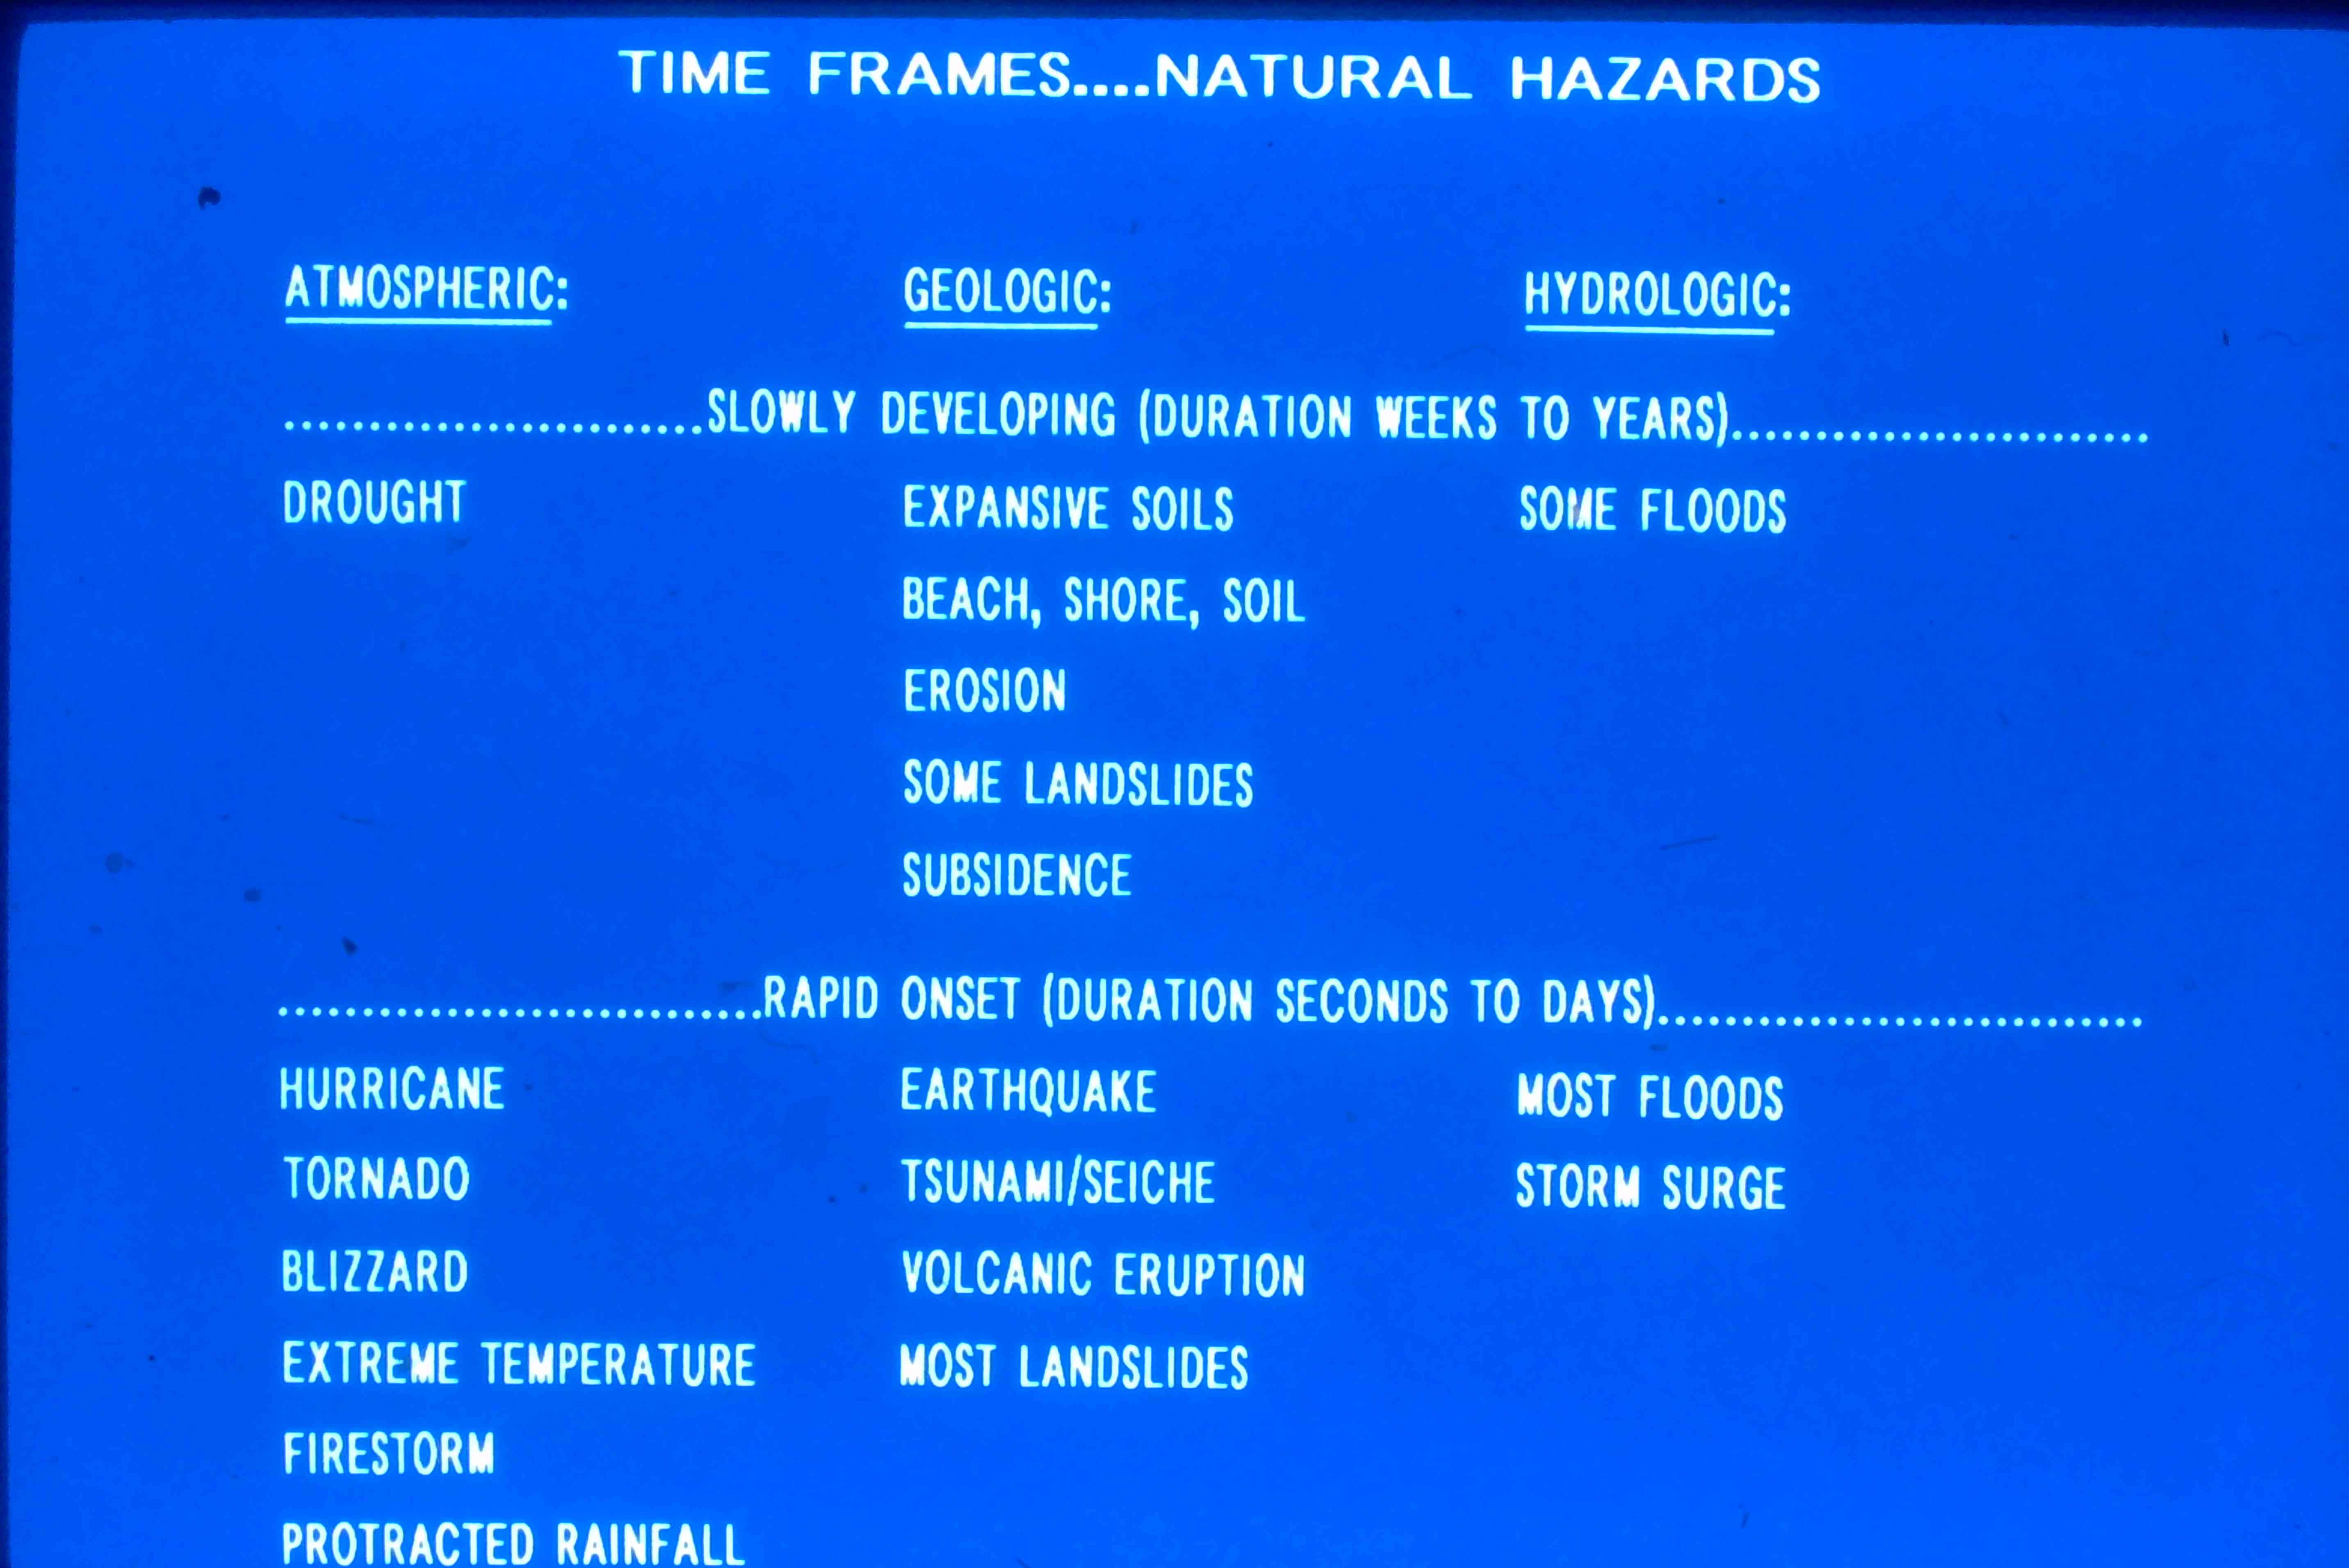 TIME FRAMES....NATURAL HAZARDS
ATMOSPHERIC: GEOLOGIC: HYDROLOGIC:
..............................SLOWLY DEVELOPING (DURATION WEEKS TO YEARS)..............................
DROUGHT EXPANSIVE SOILS SOME FLOODS
BEACH, SHORE, SOIL
EROSION
SOME LANDSLIDES
SUBSIDENCE
...................................RAPID ONSET (DURATION SECONDS TO DAYS)...................................
HURRICANE EARTHQUAKE MOST FLOODS
TORNADO TSUNAMI/SEICHE STORM SURGE
BLIZZARD VOLCANIC ERUPTION
EXTREME TEMPERATURE MOST LANDSLIDES
FIRESTORM
PROTRACTED RAINFALL